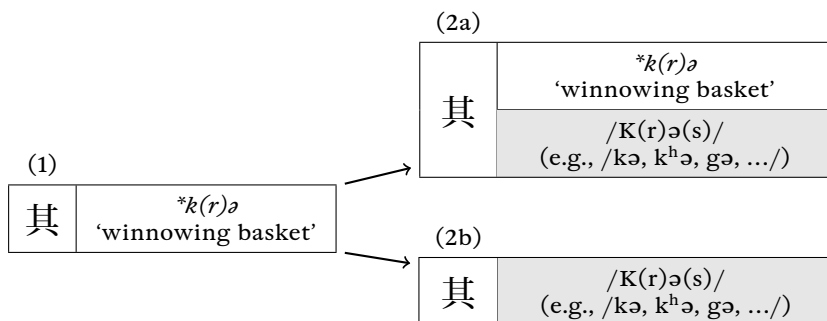 (1)
其
*k(r)ə
‘winnowing basket’
(2a)
其
*k(r)ə
‘winnowing basket’
/K(r)ə(s)/
(e.g., /kə, kʰə, gə, .../)
(2b)
其
/K(r)ə(s)/
(e.g., /kə, kʰə, gə, .../)